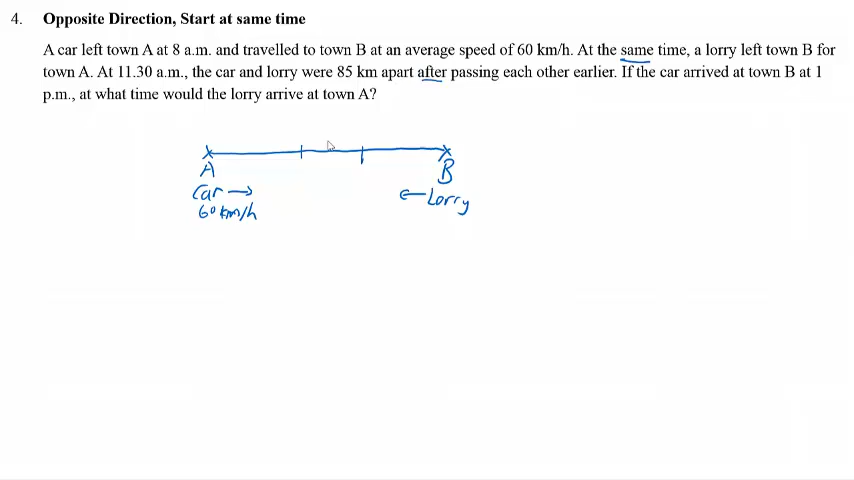 4. Opposite Direction, Start at same time
A car left town A at 8 a.m. and travelled to town B at an average speed of 60 km/h. At the same time, a lorry left town B for
town A. At 11.30 a.m., the car and lorry were 85 km apart after passing each other earlier. If the car arrived at town B at 1
p.m., at what time would the lorry arrive at town A?
A B
Car → ← Lorry
60 km/h